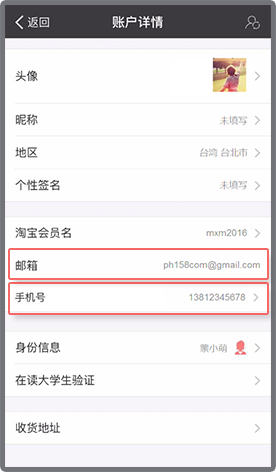 返回 账户详情
头像
昵称 未填写
地区 台湾 台北市
个性签名 未填写
淘宝会员名 mxm2016
邮箱 ph158com@gmail.com
手机号 13812345678
身份信息 蒙小萌
在读大学生验证
收货地址